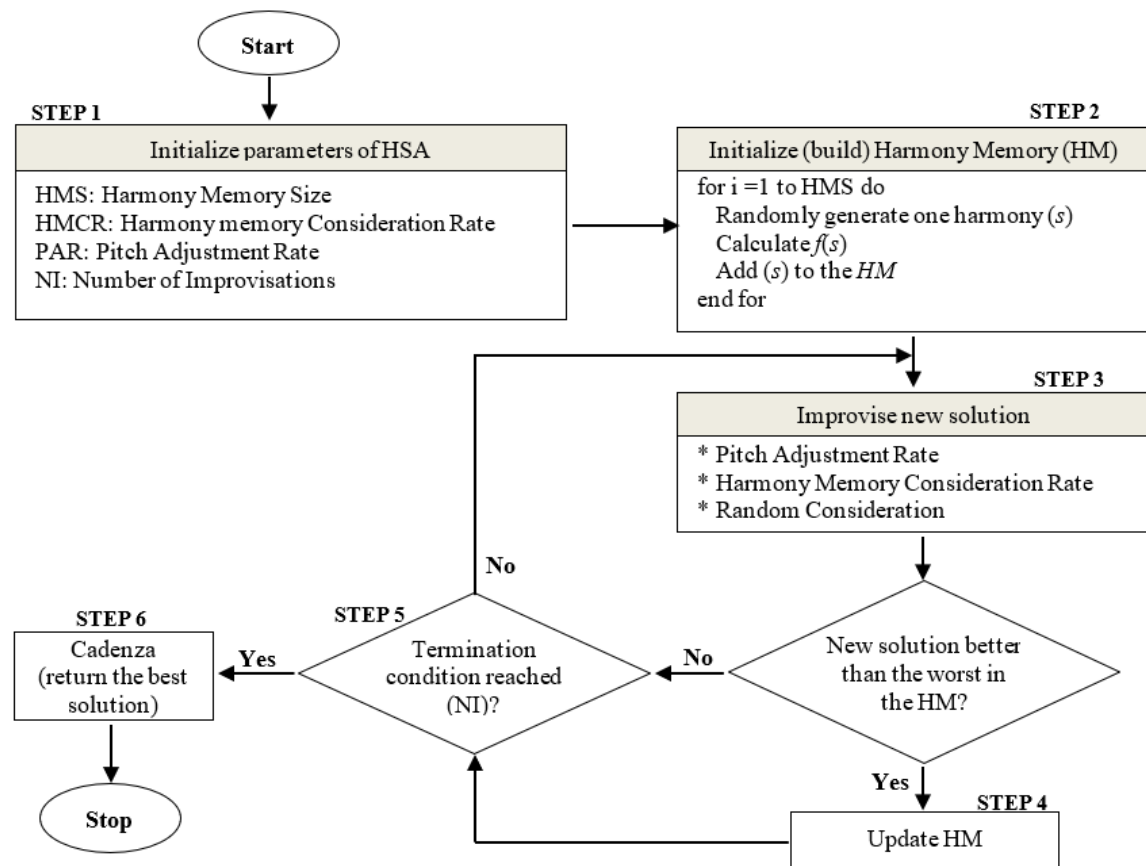 Start
STEP 1
Initialize parameters of HSA
HMS: Harmony Memory Size
HMCR: Harmony memory Consideration Rate
PAR: Pitch Adjustment Rate
NI: Number of Improvisations
STEP 2
Initialize (build) Harmony Memory (HM)
for i =1 to HMS do
Randomly generate one harmony (s)
Calculate f(s)
Add (s) to the HM
end for
STEP 3
Improvise new solution
* Pitch Adjustment Rate
* Harmony Memory Consideration Rate
* Random Consideration
New solution better
than the worst in
the HM?
No
Yes
STEP 4
Update HM
STEP 5
Termination
condition reached
(NI)?
No
Yes
STEP 6
Cadenza
(return the best
solution)
Stop